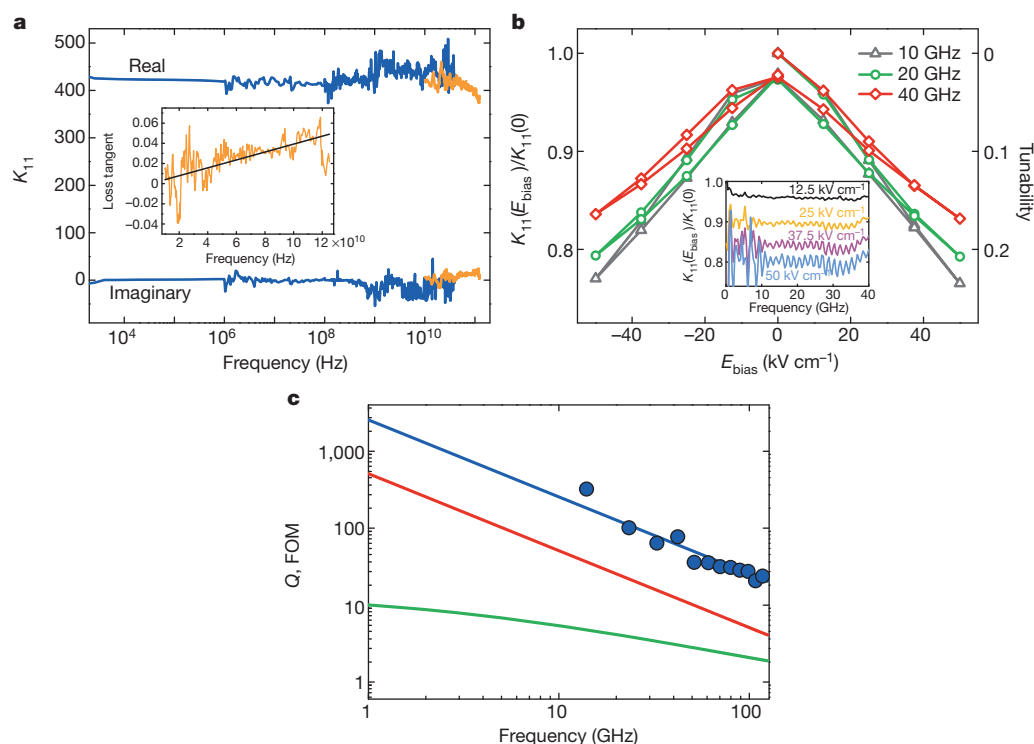 a
500
400
300
200
100
0
K11
Real
Imaginary
10^4
10^6
10^8
10^10
Frequency (Hz)
0.06
0.04
0.02
0
−0.02
−0.04
Loss tangent
2
4
6
8
10
12 ×10^10
Frequency (Hz)
b
1.0
0.9
0.8
K11(Ebias)/K11(0)
10 GHz
20 GHz
40 GHz
0
0.1
0.2
Tunability
−40
−20
0
20
40
Ebias (kV cm−1)
1.0
0.9
0.8
K11(Ebias)/K11(0)
12.5 kV cm−1
25 kV cm−1
37.5 kV cm−1
50 kV cm−1
0
10
20
30
40
Frequency (GHz)
c
1,000
100
10
1
Q, FOM
1
10
100
Frequency (GHz)